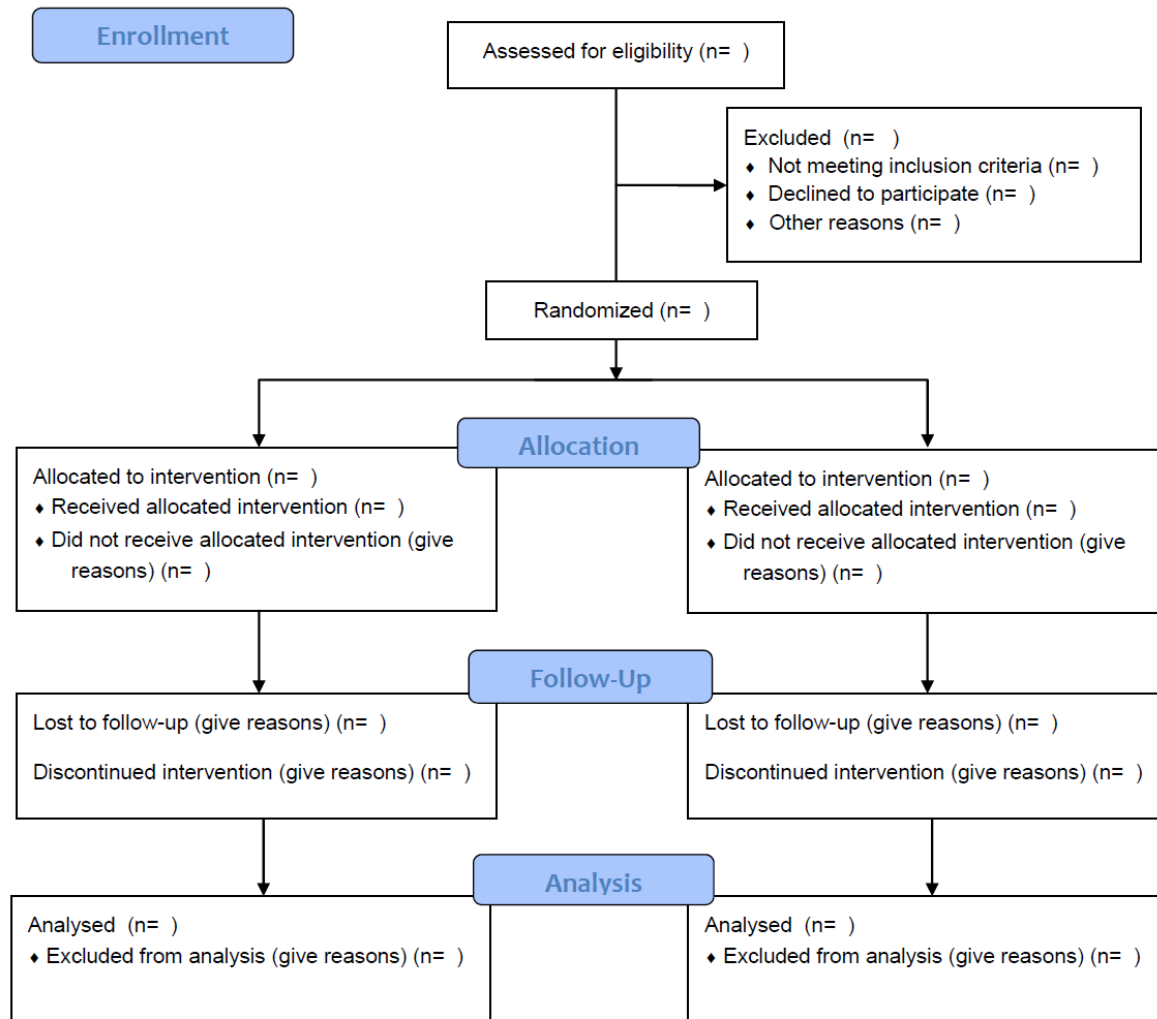 Enrollment
Assessed for eligibility (n=  )
Excluded  (n=   )
♦ Not meeting inclusion criteria (n=  )
♦ Declined to participate (n=  )
♦ Other reasons (n=  )
Randomized (n=  )
Allocation
Allocated to intervention (n=  )
♦ Received allocated intervention (n=  )
♦ Did not receive allocated intervention (give
reasons) (n=  )
Allocated to intervention (n=  )
♦ Received allocated intervention (n=  )
♦ Did not receive allocated intervention (give
reasons) (n=  )
Follow-Up
Lost to follow-up (give reasons) (n=  )
Discontinued intervention (give reasons) (n=  )
Lost to follow-up (give reasons) (n=  )
Discontinued intervention (give reasons) (n=  )
Analysis
Analysed  (n=  )
♦ Excluded from analysis (give reasons) (n=  )
Analysed  (n=  )
♦ Excluded from analysis (give reasons) (n=  )